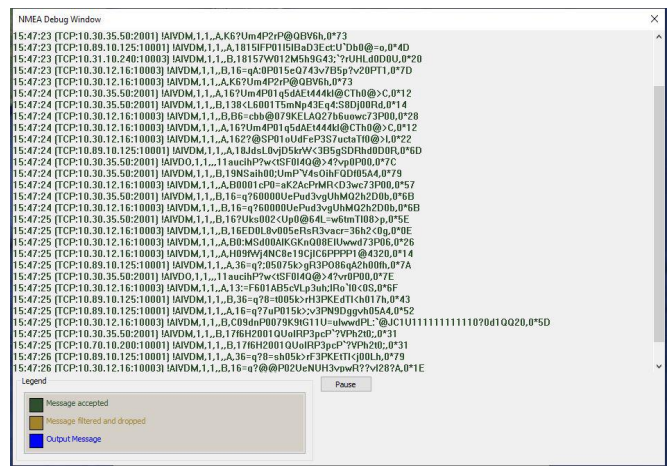 NMEA Debug Window
15:47:23 [TCP:10.30.35.50:2001] !AIVDM,1,1,,A,K6?Um4P2rP@QBV6h,0*73
15:47:23 [TCP:10.89.10.125:10001] !AIVDM,1,1,,A,1815IFP01I5IBaD3Ect:U`Db0@=o,0*4D
15:47:23 [TCP:10.31.10.240:10003] !AIVDM,1,1,,B,18157W012M5h9G43;`?rUHLd0D0U,0*20
15:47:23 [TCP:10.30.12.16:10003] !AIVDM,1,1,,B,16=qA:0P015eQ743v7B5p?v20PT1,0*7D
15:47:23 [TCP:10.30.12.16:10003] !AIVDM,1,1,,A,K6?Um4P2rP@QBV6h,0*73
15:47:24 [TCP:10.30.35.50:2001] !AIVDM,1,1,,A,16?Um4P01q5dAEt444kl@CTh0@>C,0*12
15:47:24 [TCP:10.89.10.125:10001] !AIVDM,1,1,,B,138<L6001T5mNp43Eq4:S8Dj00Rd,0*14
15:47:24 [TCP:10.30.12.16:10003] !AIVDM,1,1,,B,B6=cbb@079KELAQ27b6uowc73P00,0*28
15:47:24 [TCP:10.30.12.16:10003] !AIVDM,1,1,,A,16?Um4P01q5dAEt444kl@CTh0@>C,0*12
15:47:24 [TCP:10.30.12.16:10003] !AIVDM,1,1,,A,162?@SP01oUdFeP3S7uctaTf0@>I,0*22
15:47:24 [TCP:10.89.10.125:10001] !AIVDM,1,1,,A,18JdsL0vjD5krW<3B5gSDRhd0D0R,0*6D
15:47:24 [TCP:10.30.35.50:2001] !AIVDO,1,1,,,11aucihP?w<tSF0l4Q@>4?vp0P00,0*7C
15:47:24 [TCP:10.30.35.50:2001] !AIVDM,1,1,,B,19NSaih00;UmP`V4sOihFQDf05A4,0*79
15:47:24 [TCP:10.30.12.16:10003] !AIVDM,1,1,,A,B0001cP0=aK2AcPrMR<D3wc73P00,0*57
15:47:24 [TCP:10.30.35.50:2001] !AIVDM,1,1,,B,16=q?60000UePud3vgUhMQ2h2D0b,0*6B
15:47:24 [TCP:10.30.12.16:10003] !AIVDM,1,1,,B,16=q?60000UePud3vgUhMQ2h2D0b,0*6B
15:47:25 [TCP:10.30.12.16:10003] !AIVDM,1,1,,B,16?Uks002<Up0@64L=w6tmTl08>p,0*5E
15:47:25 [TCP:10.30.12.16:10003] !AIVDM,1,1,,B,16ED0L8v005eRsR3vacr=36h2<0g,0*0E
15:47:25 [TCP:10.30.12.16:10003] !AIVDM,1,1,,A,B0:MSd00AlKGKnQ08EIUwwd73P06,0*26
15:47:25 [TCP:10.30.12.16:10003] !AIVDM,1,1,,A,H09fWj4NC8e19CjIC6PPPP1@4320,0*14
15:47:25 [TCP:10.89.10.125:10001] !AIVDM,1,1,,A,36=q?;05075k>gR3PO86qA2h00fh,0*7A
15:47:25 [TCP:10.30.35.50:2001] !AIVDO,1,1,,,11aucihP?w<tSF0l4Q@>4?vr0P00,0*7E
15:47:25 [TCP:10.30.12.16:10003] !AIVDM,1,1,,A,13:=F601AB5cVLp3uh;lRo`l0<0S,0*6F
15:47:25 [TCP:10.89.10.125:10001] !AIVDM,1,1,,B,36=q?8=t005k>rH3PKEdTI<h017h,0*43
15:47:25 [TCP:10.89.10.125:10001] !AIVDM,1,1,,A,16=q?7uP015k>;v3PN9Dggvh05A4,0*52
15:47:25 [TCP:10.30.12.16:10003] !AIVDM,1,1,,B,C09dnP0079K9tG11U=ulwwdPL:`@JC1U11111111110?0d1QQ20,0*5D
15:47:25 [TCP:10.30.35.50:2001] !AIVDM,1,1,,B,17f6H2001QUolRP3pcP`?VPh2t0;,0*31
15:47:25 [TCP:10.70.10.200:10001] !AIVDM,1,1,,B,17f6H2001QUolRP3pcP`?VPh2t0;,0*31
15:47:26 [TCP:10.89.10.125:10001] !AIVDM,1,1,,A,36=q?8=sh05k>rF3PKEtTI<j00Lh,0*79
15:47:26 [TCP:10.30.12.16:10003] !AIVDM,1,1,,B,16=q?@@P02UeNUH3vpwR??vl28?A,0*1E
Legend
Pause
Message accepted
Message filtered and dropped
Output Message